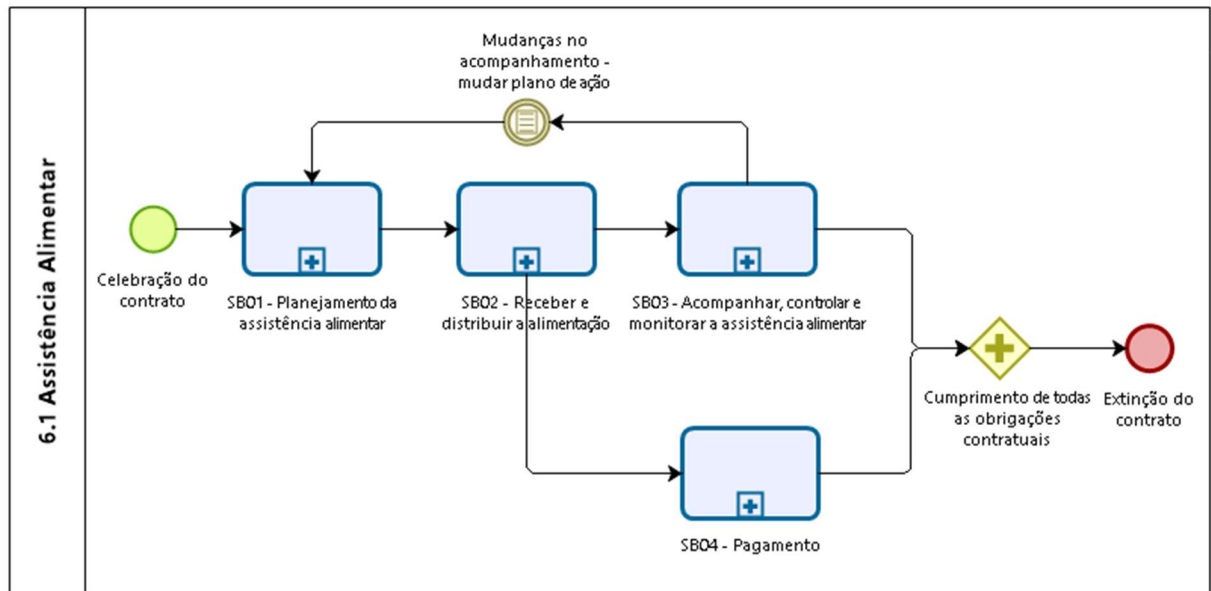 6.1 Assistência Alimentar
Mudanças no
acompanhamento -
mudar plano de ação
Celebração do
contrato
SB01 - Planejamento da
assistência alimentar
SB02 - Receber e
distribuir a alimentação
SB03 - Acompanhar, controlar e
monitorar a assistência alimentar
Cumprimento de todas
as obrigações
contratuais
Extinção do
contrato
SB04 - Pagamento